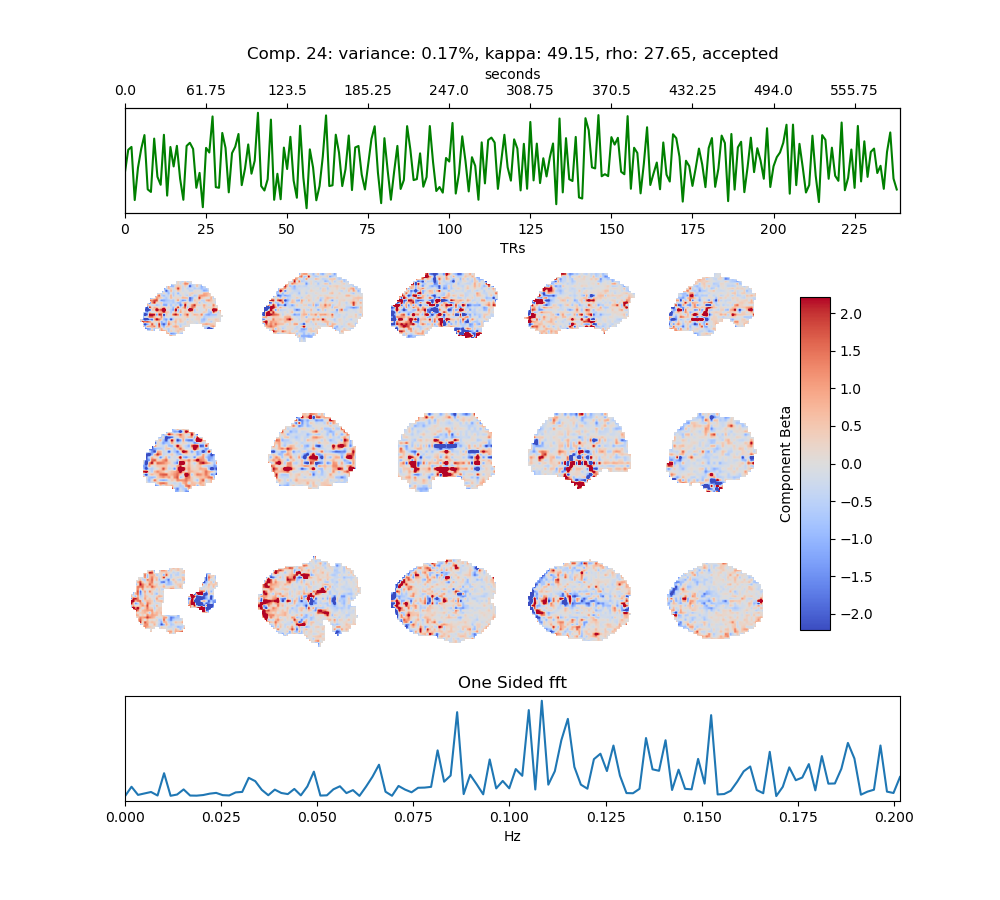 Comp. 24: variance: 0.17%, kappa: 49.15, rho: 27.65, accepted
seconds
0.0 61.75 123.5 185.25 247.0 308.75 370.5 432.25 494.0 555.75
0 25 50 75 100 125 150 175 200 225
TRs
2.0
1.5
1.0
0.5
0.0
−0.5
−1.0
−1.5
−2.0
Component Beta
One Sided fft
0.000 0.025 0.050 0.075 0.100 0.125 0.150 0.175 0.200
Hz